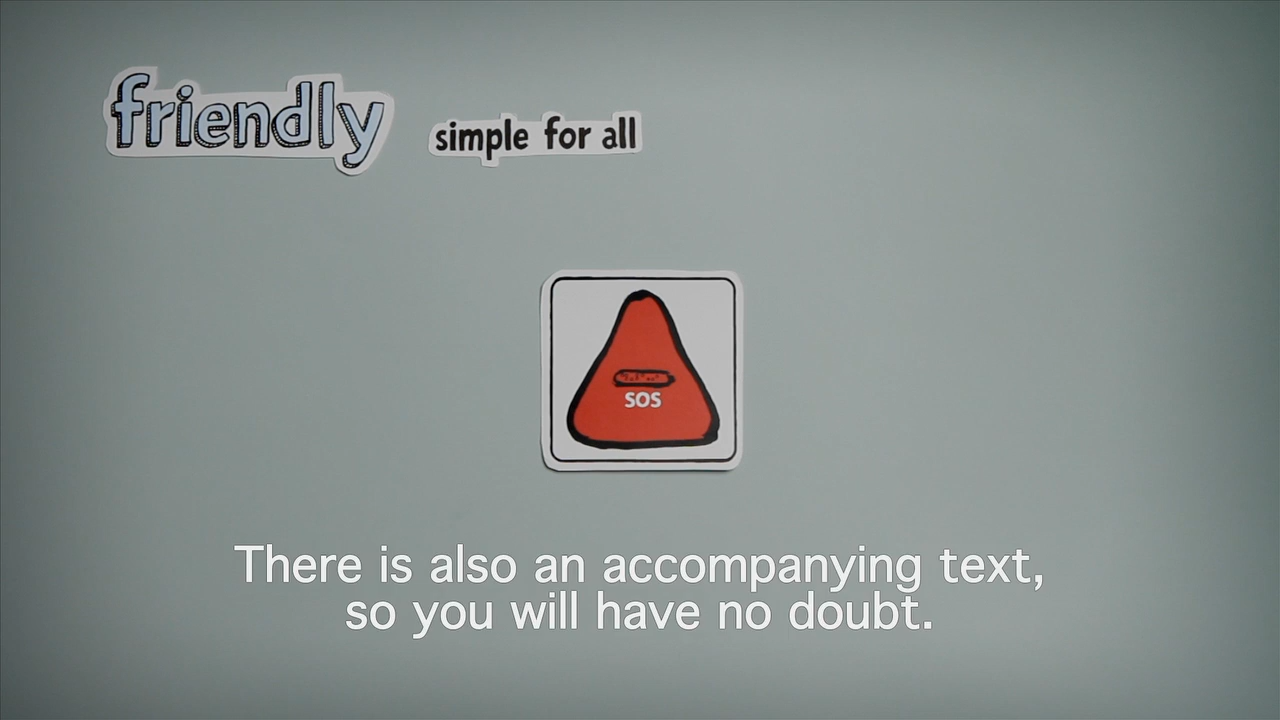 friendly
simple for all
SOS
There is also an accompanying text,
so you will have no doubt.